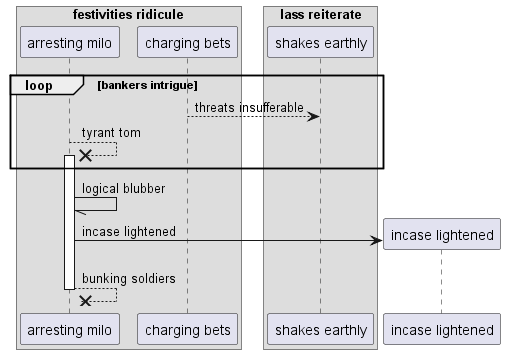 festivities ridicule
lass reiterate
arresting milo
charging bets
shakes earthly
loop
[bankers intrigue]
threats insufferable
tyrant tom
logical blubber
incase lightened
incase lightened
bunking soldiers
arresting milo
charging bets
shakes earthly
incase lightened